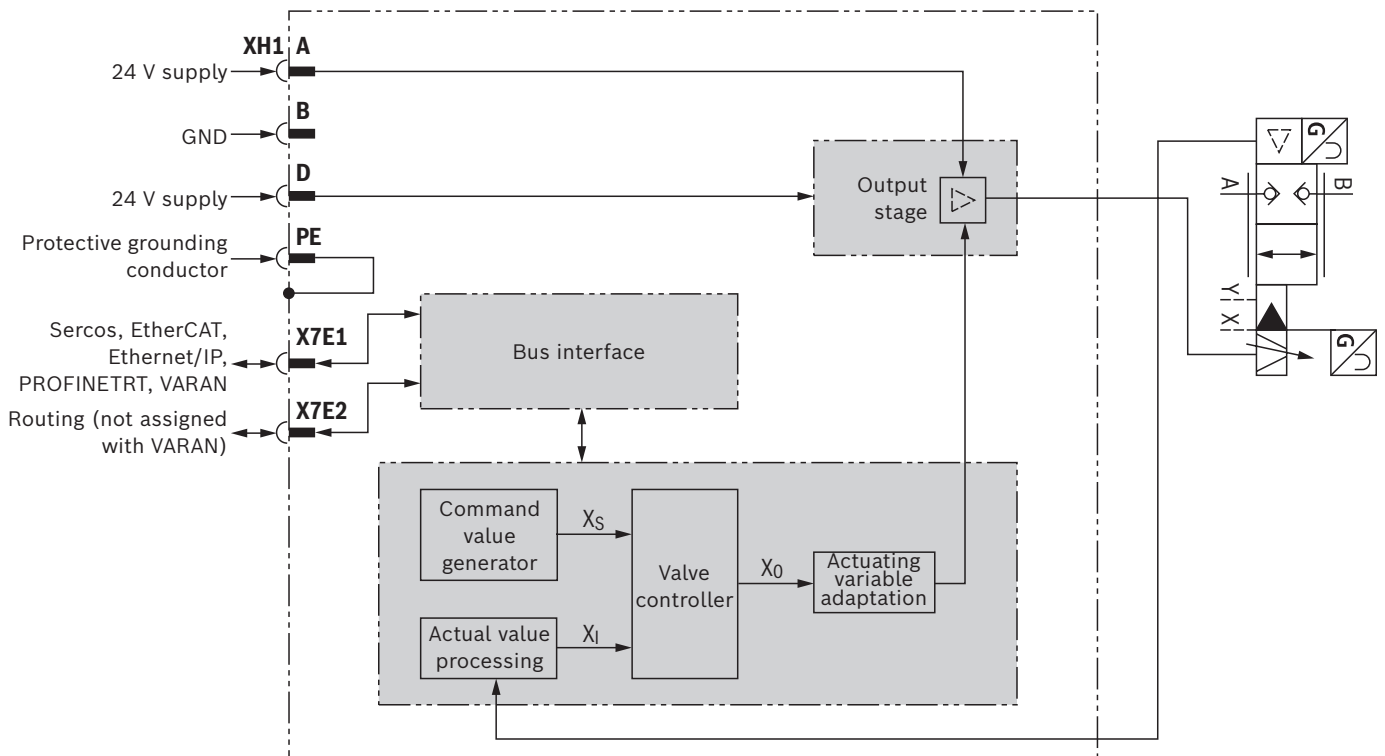 XH1 A
24 V supply
B
GND
D
24 V supply
PE
Protective grounding
conductor
X7E1
Sercos, EtherCAT,
Ethernet/IP,
PROFINETRT, VARAN
X7E2
Routing (not assigned
with VARAN)
Output
stage
Bus interface
Command
value
generator
XS
Valve
controller
X0
Actuating
variable
adaptation
Actual value
processing
XI
G
A
B
Y
X
G